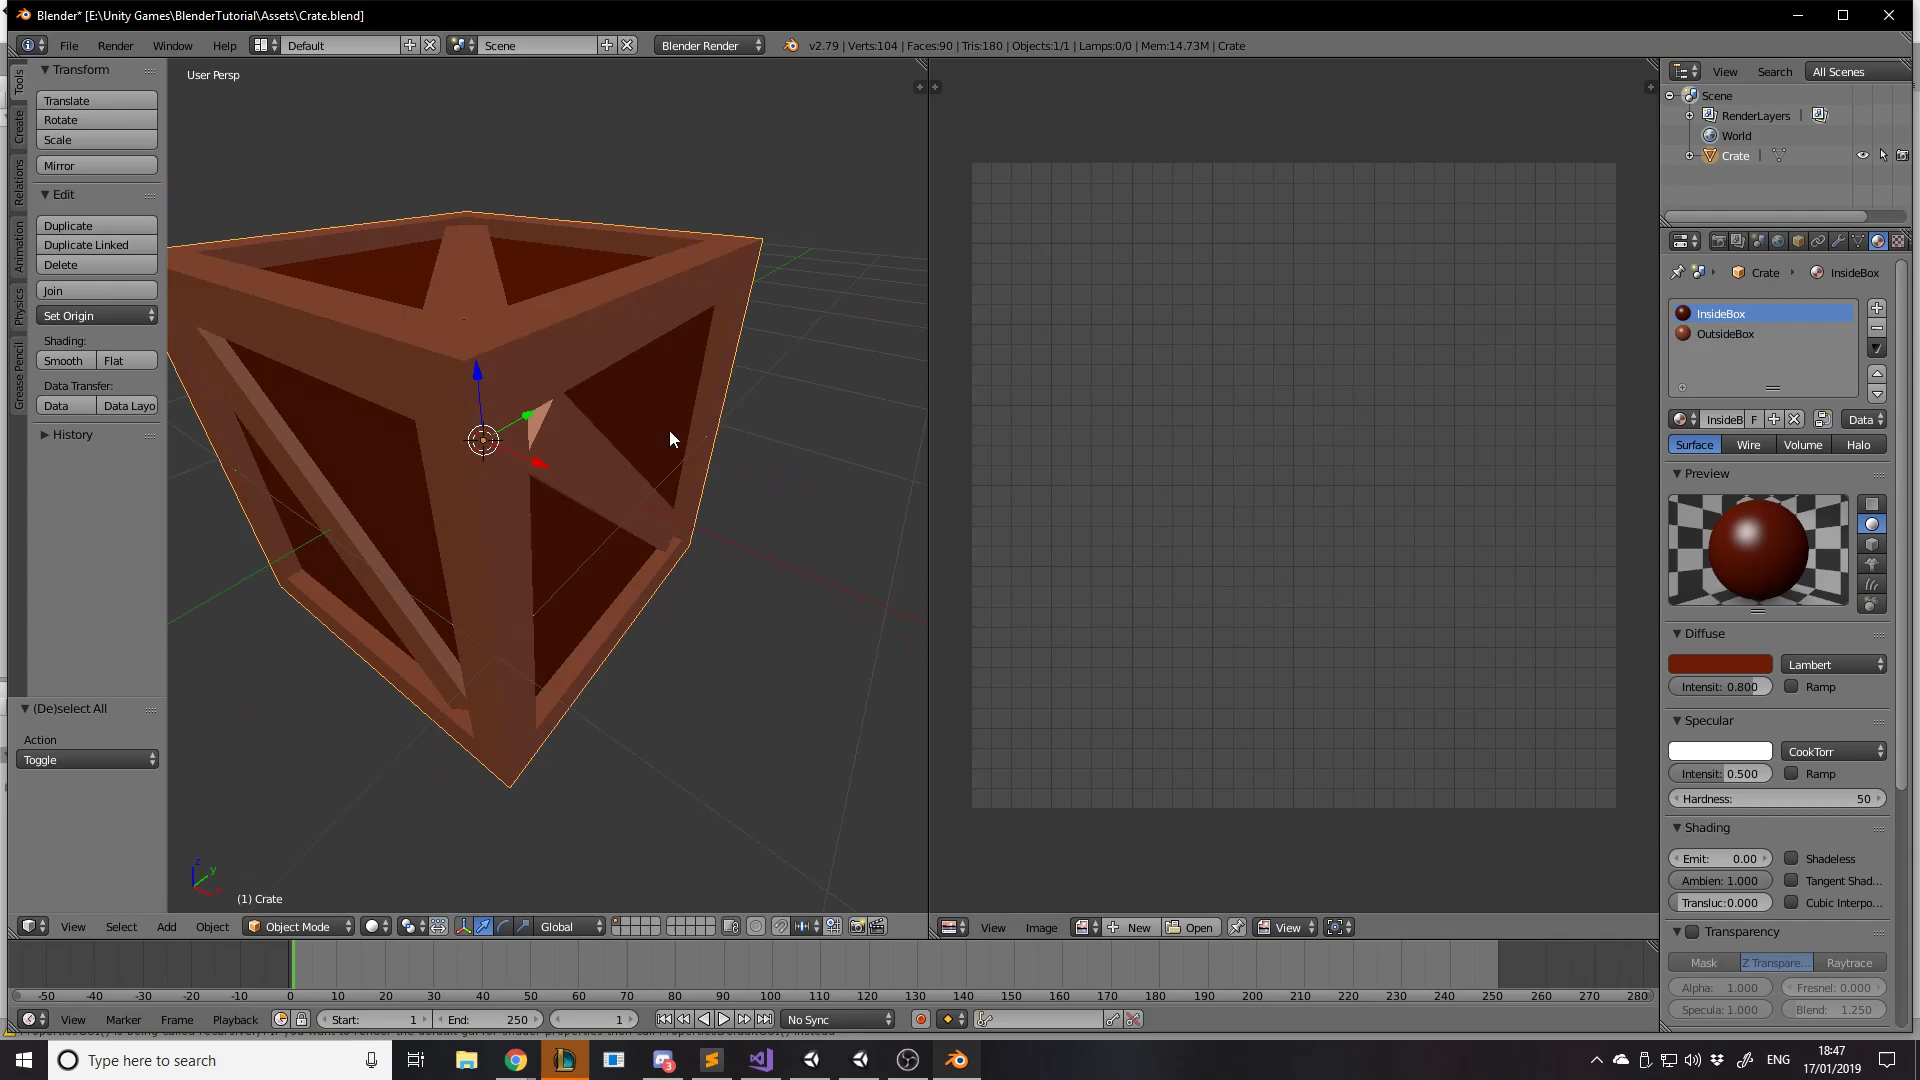 Blender* [E:\Unity Games\BlenderTutorial\Assets\Crate.blend]
File Render Window Help Default Scene Blender Render v2.79 | Verts:104 | Faces:90 | Tris:180 | Objects:1/1 | Lamps:0/0 | Mem:14.73M | Crate
Tools
Create
Relations
Animation
Physics
Grease Pencil
Transform
Translate
Rotate
Scale
Mirror
Edit
Duplicate
Duplicate Linked
Delete
Join
Set Origin
Shading:
Smooth Flat
Data Transfer:
Data Data Layo
History
(De)select All
Action
Toggle
User Persp
z
y
x
(1) Crate
View Select Add Object Object Mode Global
View Image New Open View
View Search All Scenes
Scene
RenderLayers
World
Crate
Crate InsideBox
InsideBox
OutsideBox
InsideB F Data
Surface Wire Volume Halo
Preview
Diffuse
Lambert
Intensit: 0.800 Ramp
Specular
CookTorr
Intensit: 0.500 Ramp
Hardness: 50
Shading
Emit: 0.00 Shadeless
Ambien: 1.000 Tangent Shad...
Transluc:0.000 Cubic Interpo...
Transparency
Mask Z Transpare... Raytrace
Alpha: 1.000 Fresnel: 0.000
Specula: 1.000 Blend: 1.250
-50 -40 -30 -20 -10 0 10 20 30 40 50 60 70 80 90 100 110 120 130 140 150 160 170 180 190 200 210 220 230 240 250 260 270 280
View Marker Frame Playback Start: 1 End: 250 1 No Sync
Type here to search
3
ENG
18:47
17/01/2019